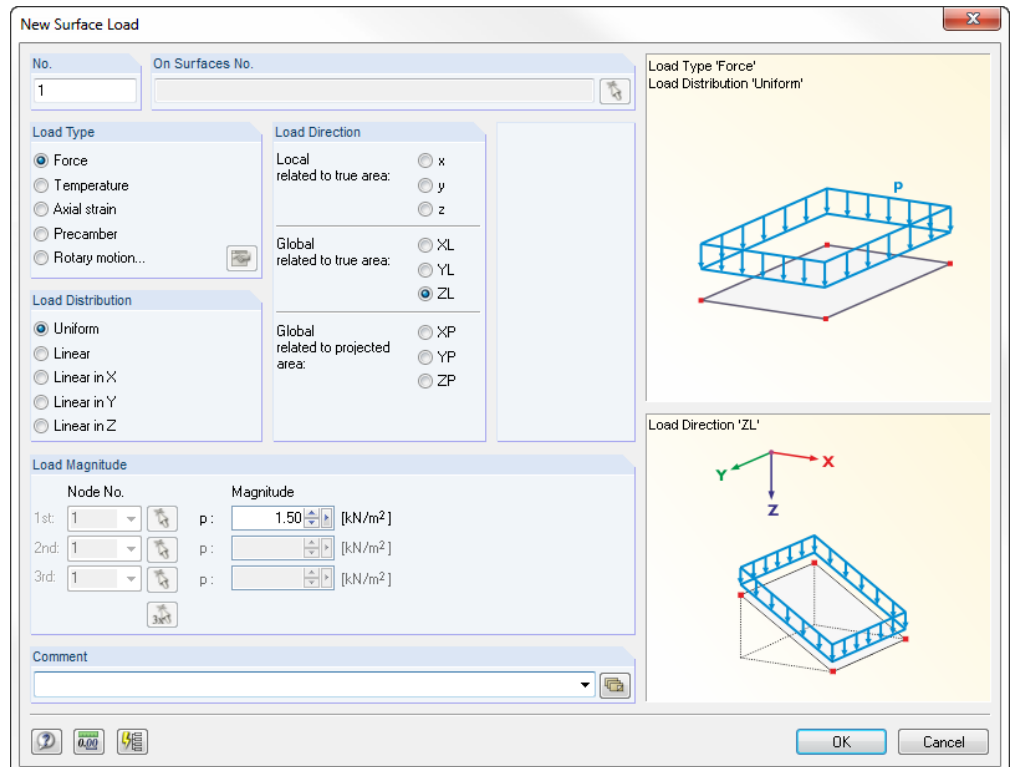 New Surface Load
No.
On Surfaces No.
1
Load Type
Force
Temperature
Axial strain
Precamber
Rotary motion...
Load Distribution
Uniform
Linear
Linear in X
Linear in Y
Linear in Z
Load Direction
Local
related to true area:
x
y
z
Global
related to true area:
XL
YL
ZL
Global
related to projected
area:
XP
YP
ZP
Load Magnitude
Node No.
Magnitude
1st: 1 p: 1.50 [kN/m²]
2nd: 1 p: [kN/m²]
3rd: 1 p: [kN/m²]
3x
Comment
Load Type 'Force'
Load Distribution 'Uniform'
p
Load Direction 'ZL'
Y X
Z
0.00
OK Cancel